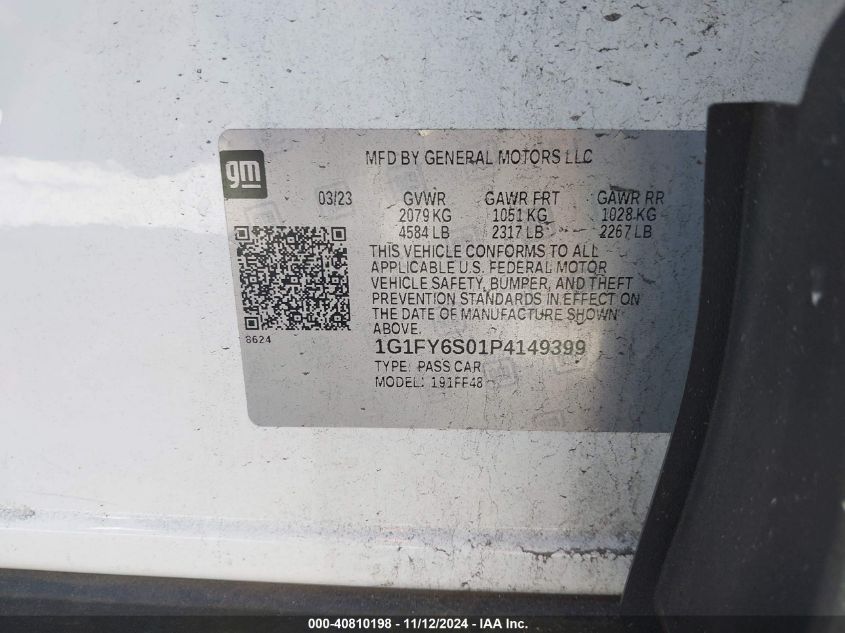 gm
MFD BY GENERAL MOTORS LLC
03/23 GVWR GAWR FRT GAWR RR
2079 KG 1051 KG 1028 KG
4584 LB 2317 LB 2267 LB
THIS VEHICLE CONFORMS TO ALL
APPLICABLE U.S. FEDERAL MOTOR
VEHICLE SAFETY, BUMPER, AND THEFT
PREVENTION STANDARDS IN EFFECT ON
THE DATE OF MANUFACTURE SHOWN
ABOVE.
8624
1G1FY6S01P4149399
TYPE: PASS CAR
MODEL: 191FF48
000-40810198 - 11/12/2024 - IAA Inc.